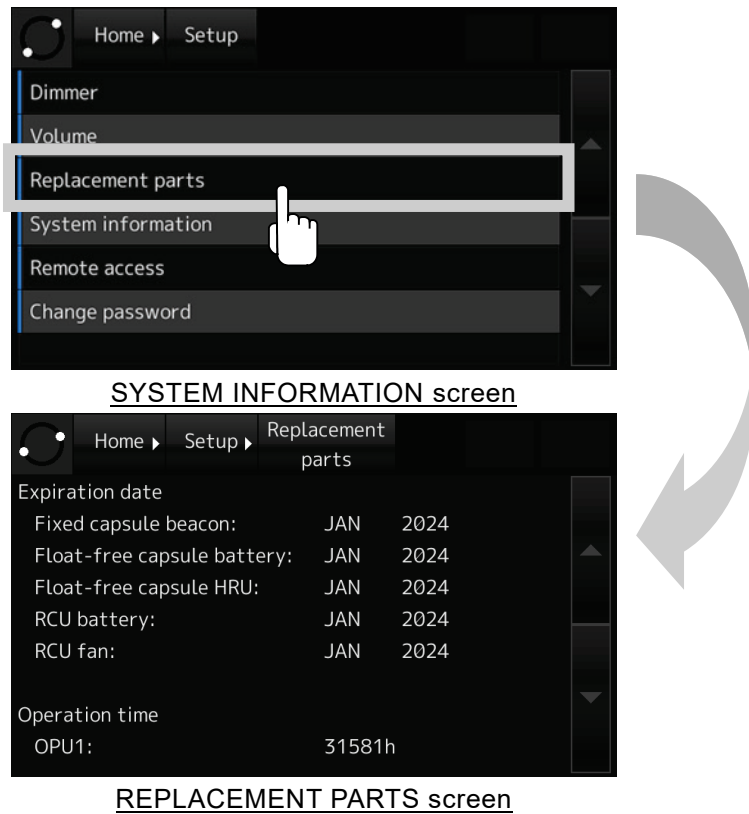 Home Setup
Dimmer
Volume
Replacement parts
System information
Remote access
Change password
SYSTEM INFORMATION screen
Home Setup Replacement
parts
Expiration date
Fixed capsule beacon: JAN 2024
Float-free capsule battery: JAN 2024
Float-free capsule HRU: JAN 2024
RCU battery: JAN 2024
RCU fan: JAN 2024
Operation time
OPU1: 31581h
REPLACEMENT PARTS screen